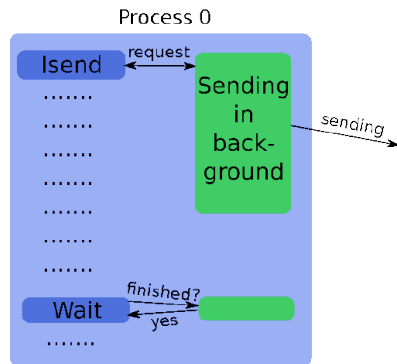 Process 0
Isend
request
Sending
in
back-
ground
sending
.......
.......
.......
.......
.......
.......
.......
Wait
finished?
yes
.......